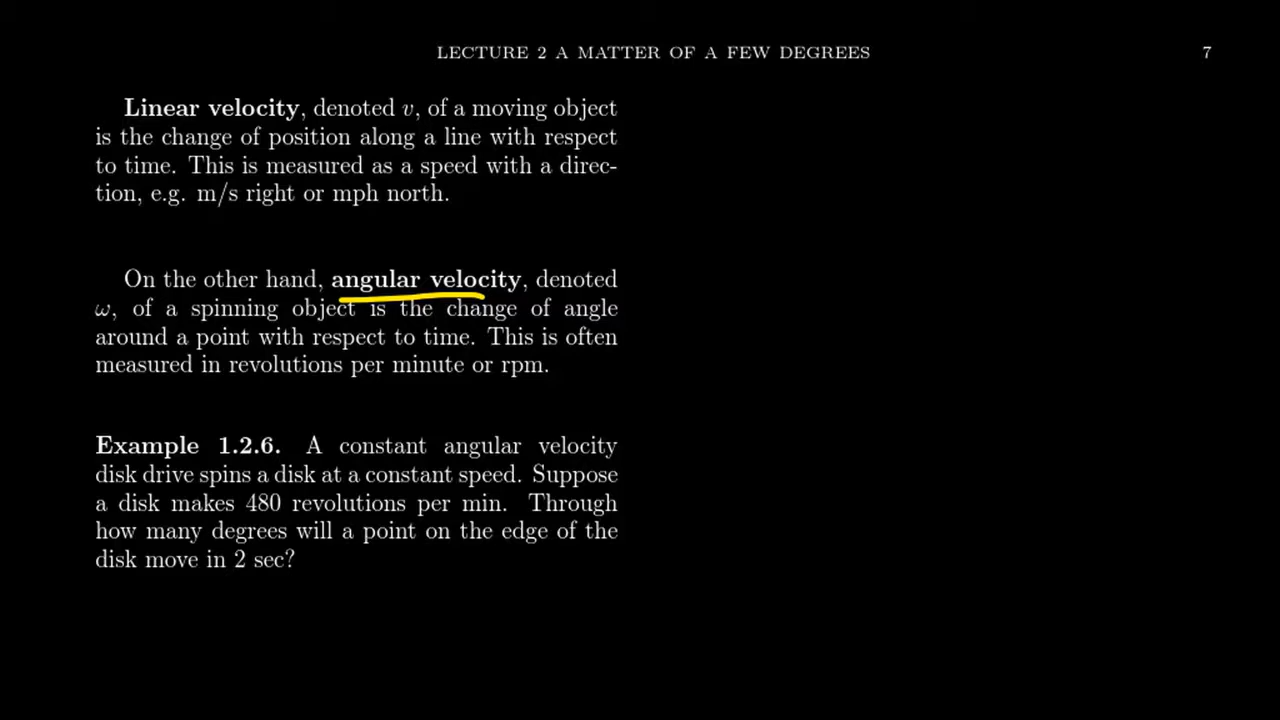 LECTURE 2 A MATTER OF A FEW DEGREES 7
Linear velocity, denoted v, of a moving object
is the change of position along a line with respect
to time. This is measured as a speed with a direc-
tion, e.g. m/s right or mph north.
On the other hand, angular velocity, denoted
ω, of a spinning object is the change of angle
around a point with respect to time. This is often
measured in revolutions per minute or rpm.
Example 1.2.6. A constant angular velocity
disk drive spins a disk at a constant speed. Suppose
a disk makes 480 revolutions per min. Through
how many degrees will a point on the edge of the
disk move in 2 sec?